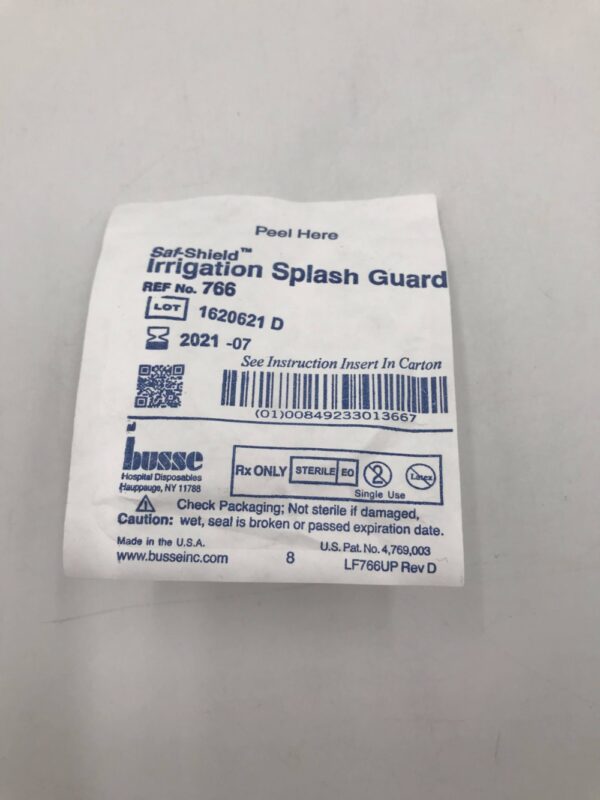 Peel Here
Saf-Shield™
Irrigation Splash Guard
REF No. 766
LOT 1620621 D
2021 -07
See Instruction Insert In Carton
(01)00849233013667
busse
Hospital Disposables
Hauppauge, NY 11788
Rx ONLY STERILE EO 2 Latex
Single Use
Check Packaging; Not sterile if damaged,
Caution: wet, seal is broken or passed expiration date.
Made in the U.S.A. U.S. Pat. No. 4,769,003
www.busseinc.com 8 LF766UP Rev D